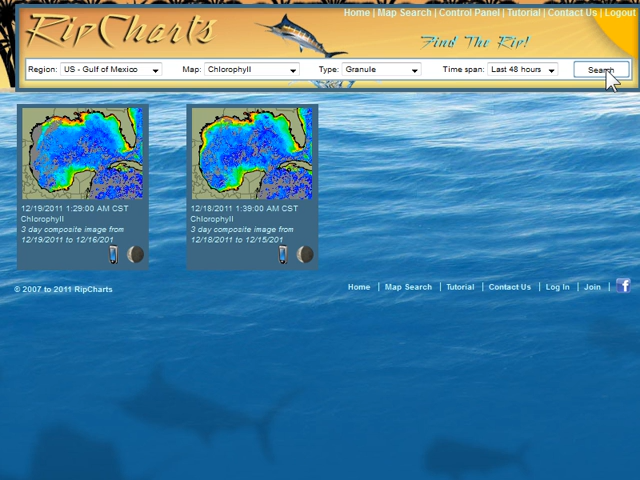 RipCharts
Home | Map Search | Control Panel | Tutorial | Contact Us | Logout
Find The Rip!
Region: US - Gulf of Mexico Map: Chlorophyll Type: Granule Time span: Last 48 hours Search
12/19/2011 1:29:00 AM CST
Chlorophyll
3 day composite image from
12/19/2011 to 12/16/201
12/18/2011 1:39:00 AM CST
Chlorophyll
3 day composite image from
12/18/2011 to 12/15/201
© 2007 to 2011 RipCharts
Home | Map Search | Tutorial | Contact Us | Log In | Join | f